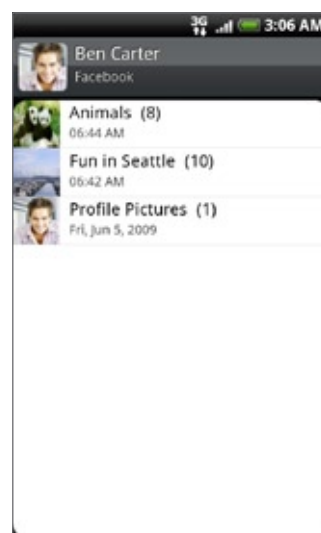 3G 3:06 AM
Ben Carter
Facebook
Animals (8)
06:44 AM
Fun in Seattle (10)
06:42 AM
Profile Pictures (1)
Fri, Jun 5, 2009